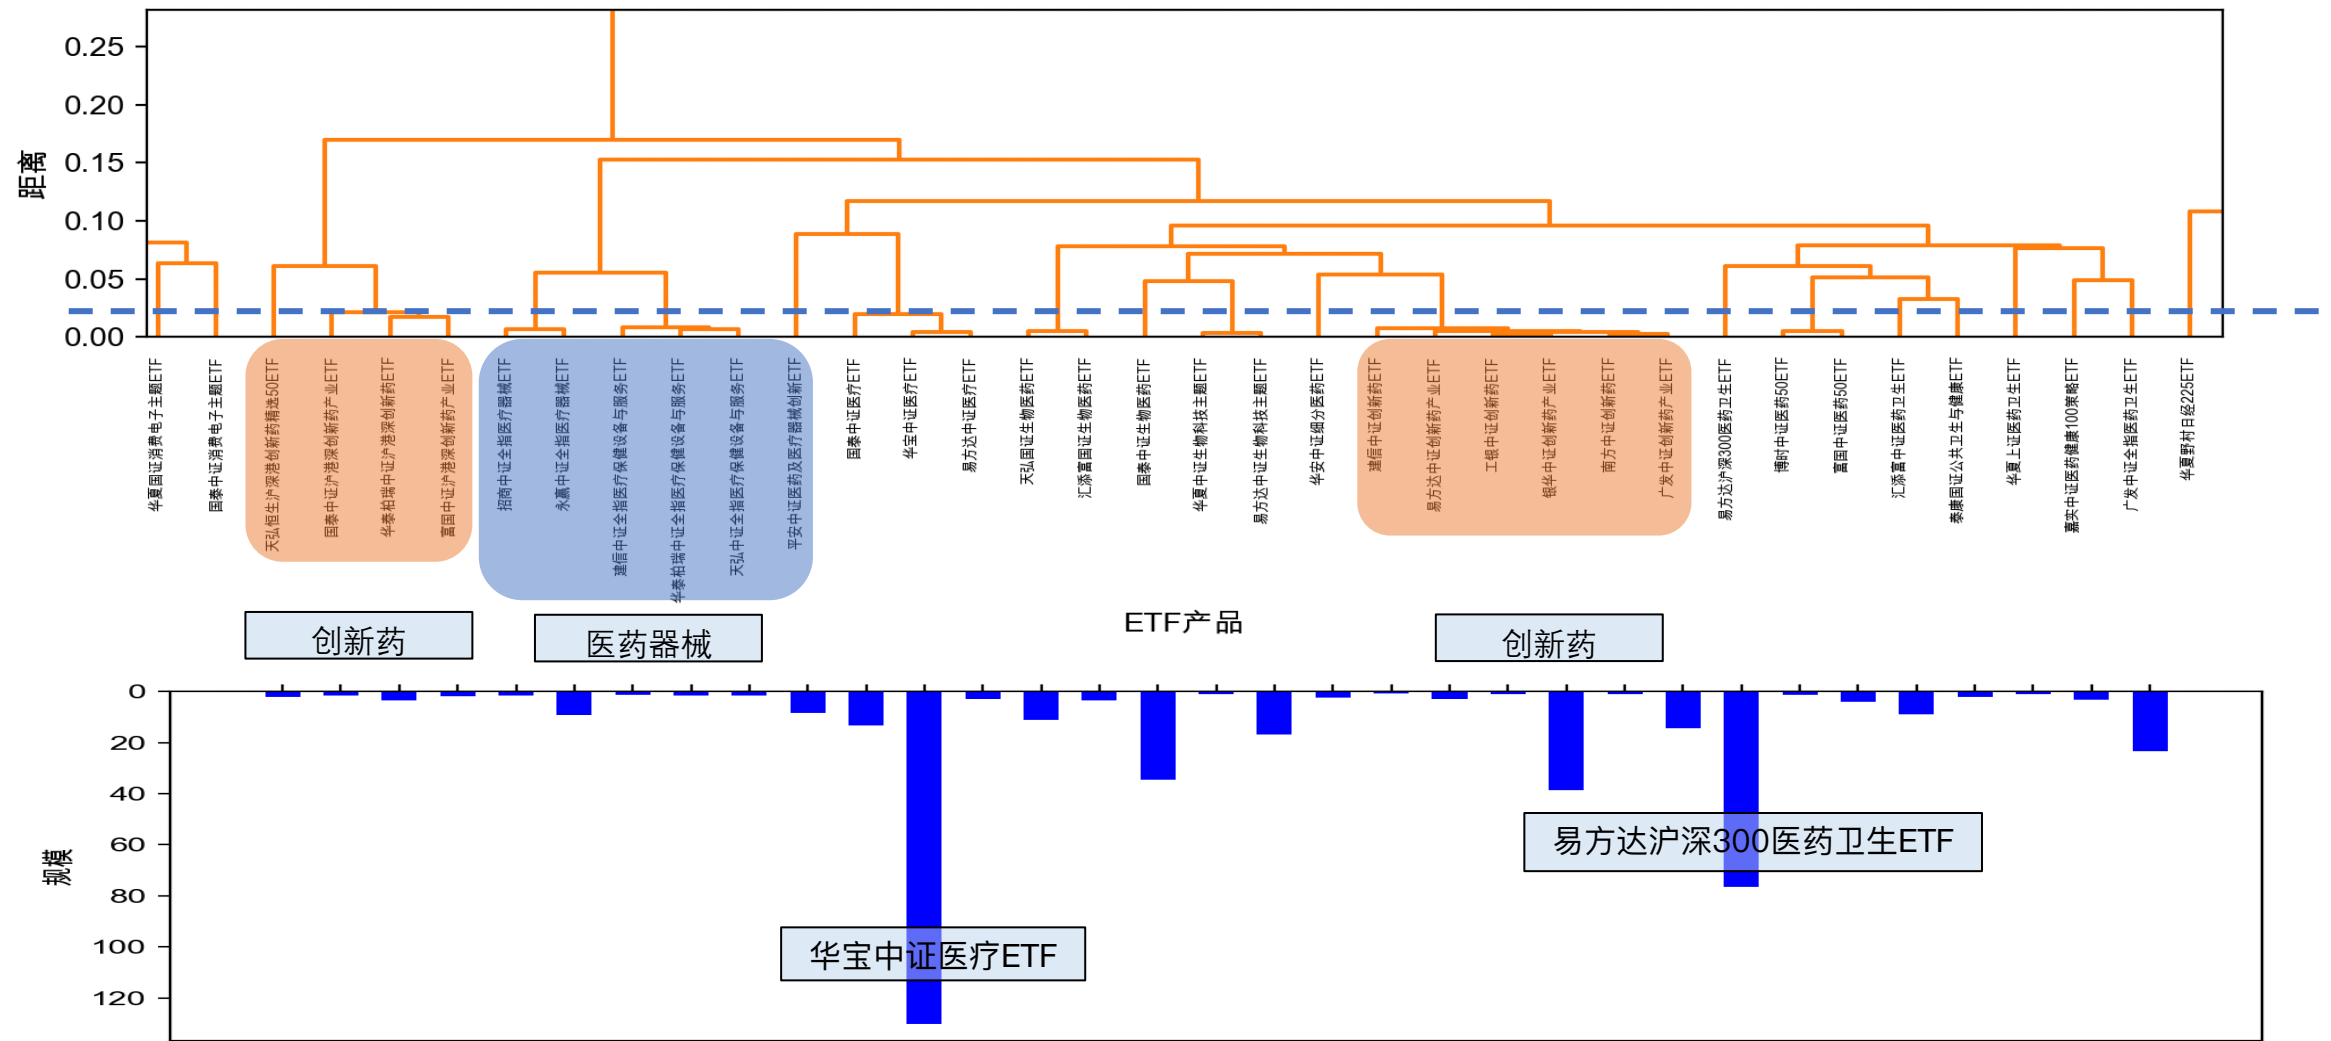 0.25
0.20
0.15
0.10
0.05
0.00
距离
华夏国证消费电子主题ETF
国泰中证消费电子主题ETF
天弘恒生沪深港创新药精选50ETF
国泰中证沪港深创新药产业ETF
华泰柏瑞中证沪港深创新药ETF
富国中证沪港深创新药产业ETF
招商中证全指医疗器械ETF
永赢中证全指医疗器械ETF
建信中证全指医疗保健设备与服务ETF
华泰柏瑞中证全指医疗保健设备与服务ETF
天弘中证全指医疗保健设备与服务ETF
平安中证医药及医疗器械创新ETF
国泰中证医疗ETF
华宝中证医疗ETF
易方达中证医疗ETF
天弘国证生物医药ETF
汇添富国证生物医药ETF
国泰中证生物医药ETF
华夏中证生物科技主题ETF
易方达中证生物科技主题ETF
华安中证细分医药ETF
建信中证创新药ETF
易方达中证创新药产业ETF
工银中证创新药ETF
银华中证创新药产业ETF
南方中证创新药ETF
广发中证创新药产业ETF
易方达沪深300医药卫生ETF
博时中证医药50ETF
富国中证医药50ETF
汇添富中证医药卫生ETF
泰康国证公共卫生与健康ETF
华夏上证医药卫生ETF
嘉实中证医药健康100策略ETF
广发中证全指医药卫生ETF
华夏野村日经225ETF
创新药
医药器械
ETF产品
创新药
0
20
40
60
80
100
120
规模
易方达沪深300医药卫生ETF
华宝中证医疗ETF